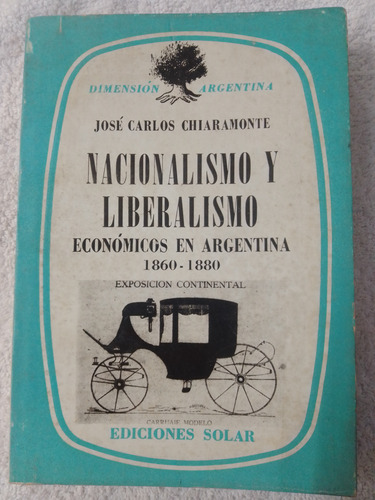 DIMENSIÓN ARGENTINA
JOSÉ CARLOS CHIARAMONTE
NACIONALISMO Y
LIBERALISMO
ECONÓMICOS EN ARGENTINA
1860-1880
EXPOSICION CONTINENTAL
CARRUAJE MODELO
EDICIONES SOLAR